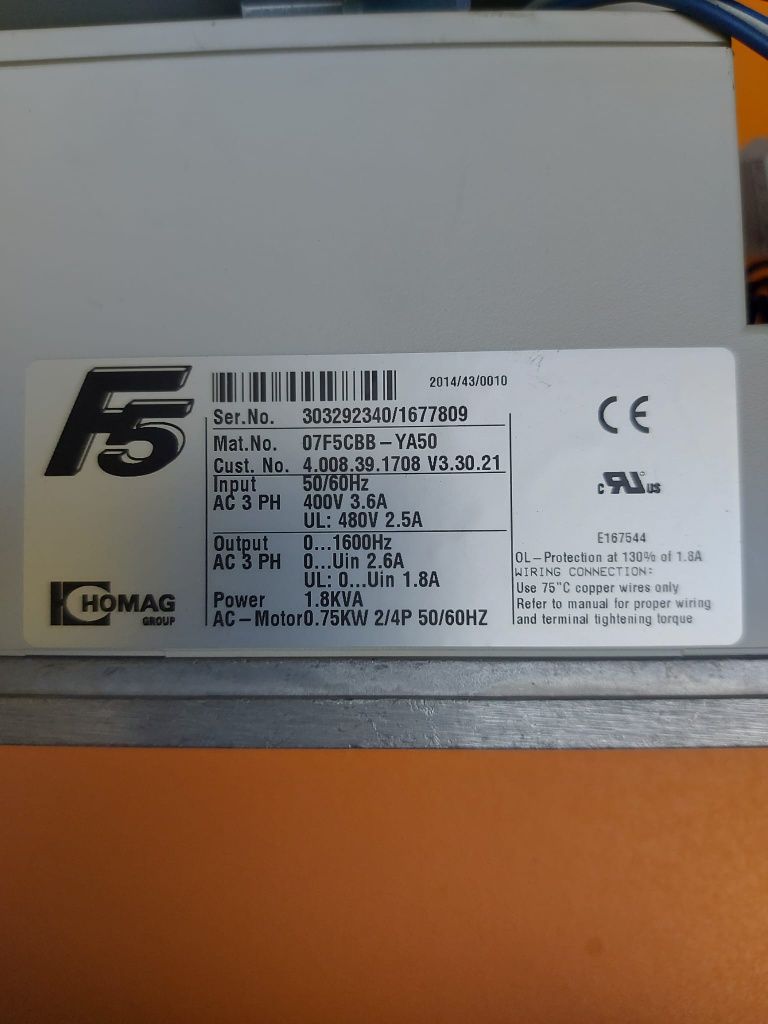 F5
2014/43/0010
Ser.No. 303292340/1677809
Mat.No. 07F5CBB-YA50
Cust. No. 4.008.39.1708 V3.30.21
Input 50/60Hz
AC 3 PH 400V 3.6A
UL: 480V 2.5A
Output 0...1600Hz
AC 3 PH 0...Uin 2.6A
UL: 0...Uin 1.8A
Power 1.8KVA
AC-Motor0.75KW 2/4P 50/60HZ
HOMAG
GROUP
CE
c RU us
E167544
OL-Protection at 130% of 1.8A
WIRING CONNECTION:
Use 75°C copper wires only
Refer to manual for proper wiring
and terminal tightening torque